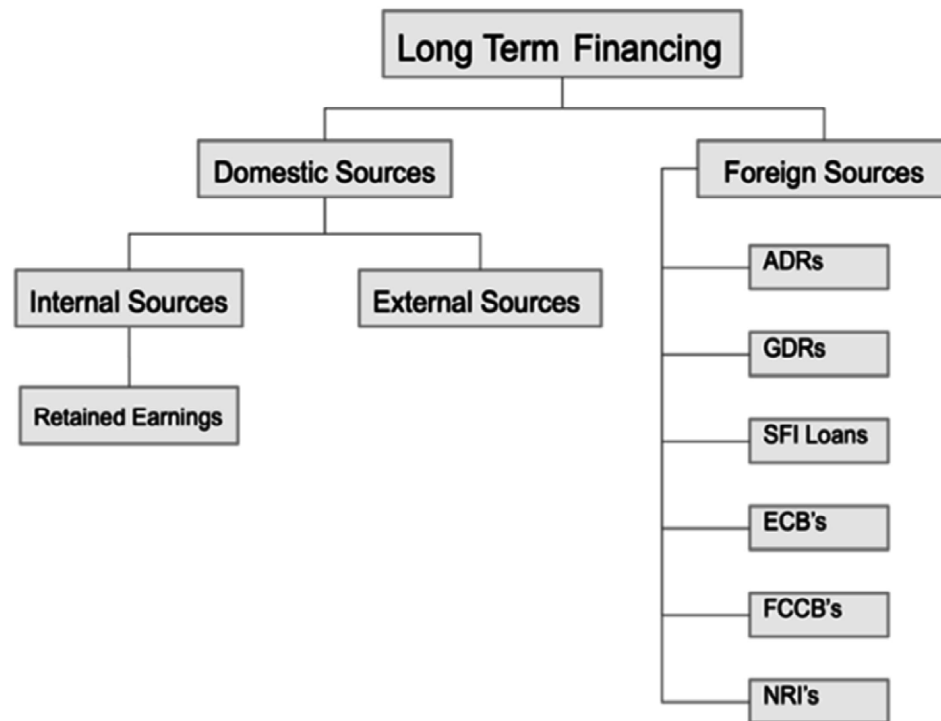 Long Term Financing
Domestic Sources
Foreign Sources
Internal Sources
External Sources
Retained Earnings
ADRs
GDRs
SFI Loans
ECB's
FCCB's
NRI's